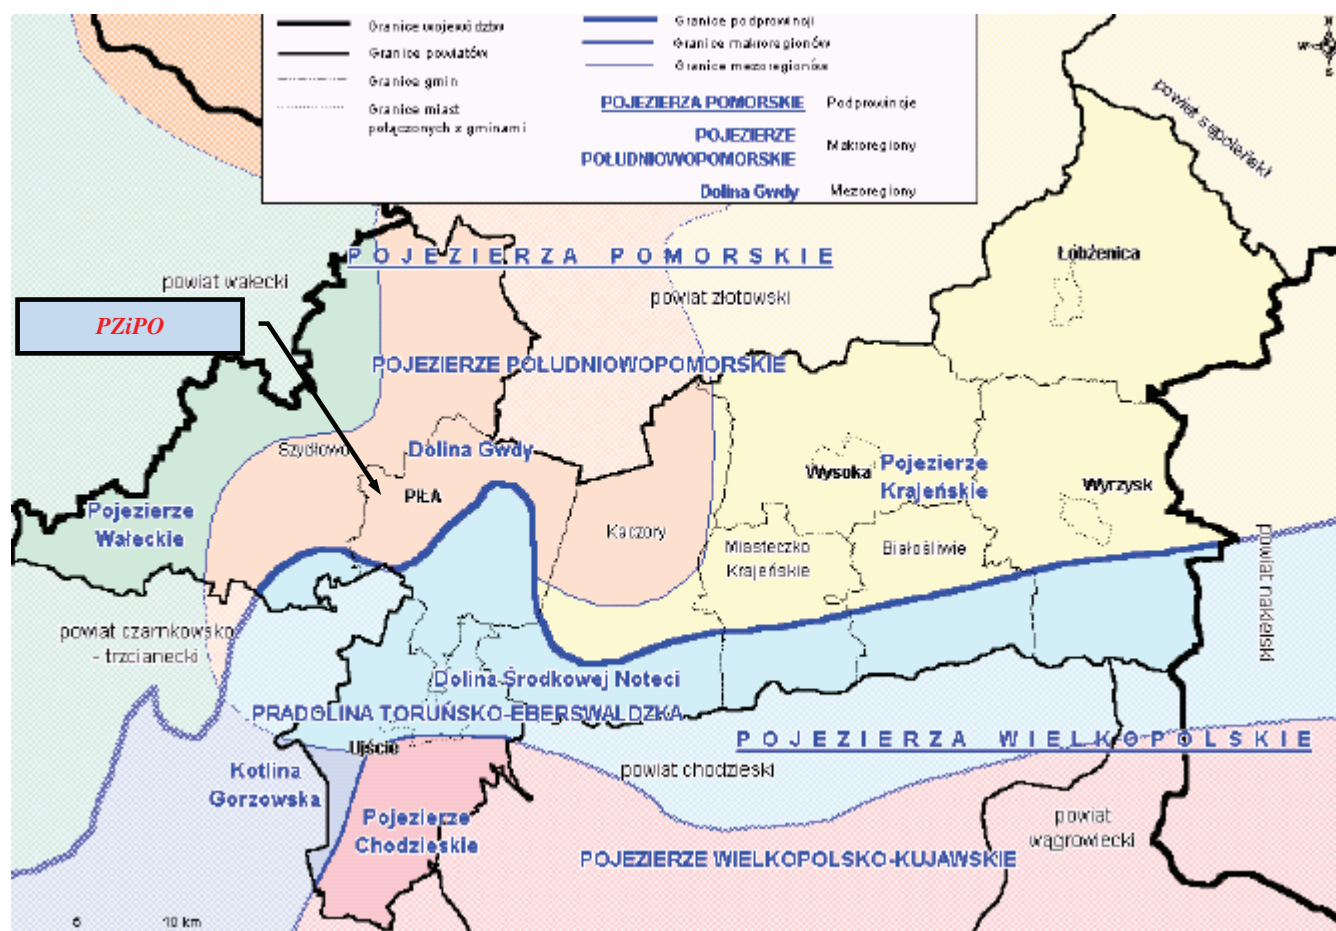 Granice województw
Granice powiatów
Granice gmin
Granice miast
połączonych z gminami
Granice podprowincji
Granice makroregionów
Granice mezoregionów
POJEZIERZA POMORSKIE Podprowincje
POJEZIERZE
POŁUDNIOWOPOMORSKIE Makroregiony
Dolina Gwdy Mezoregiony
N
W
S
powiat sępoleński
POJEZIERZA POMORSKIE
Łobżenica
powiat wałecki
powiat złotowski
PZiPO
POJEZIERZE POŁUDNIOWOPOMORSKIE
Szydłowo
Dolina Gwdy
Wysoka
Pojezierze
Krajeńskie
Wyrzysk
PIŁA
Pojezierze
Wałeckie
Kaczory
Miasteczko
Krajeńskie
Białośliwie
powiat nakielski
powiat czarnkowsko
- trzcianecki
Dolina Środkowej Noteci
PRADOLINA TORUŃSKO-EBERSWALDZKA
Ujście
POJEZIERZA WIELKOPOLSKIE
Kotlina
Gorzowska
powiat chodzieski
Pojezierze
Chodzieskie
powiat
wągrowiecki
POJEZIERZE WIELKOPOLSKO-KUJAWSKIE
10 km